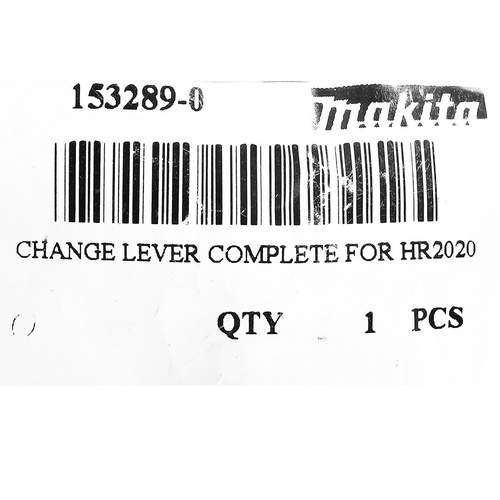 153289-0
makita
CHANGE LEVER COMPLETE FOR HR2020
( ) QTY 1 PCS